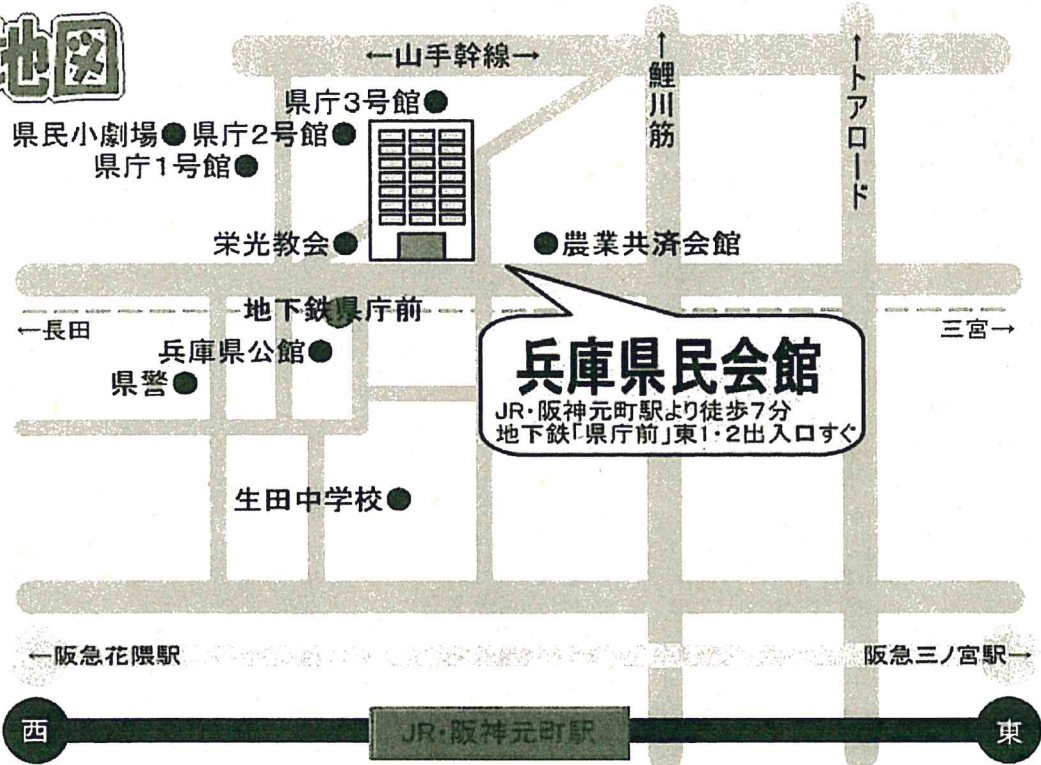 地図
←山手幹線→
↑鯉川筋
↑トアロード
県庁3号館
県民小劇場
県庁2号館
県庁1号館
栄光教会
農業共済会館
地下鉄県庁前
←長田
三宮→
兵庫県公館
県警
兵庫県民会館
JR・阪神元町駅より徒歩7分
地下鉄「県庁前」東1・2出入口すぐ
生田中学校
←阪急花隈駅
阪急三ノ宮駅→
西
JR・阪神元町駅
東